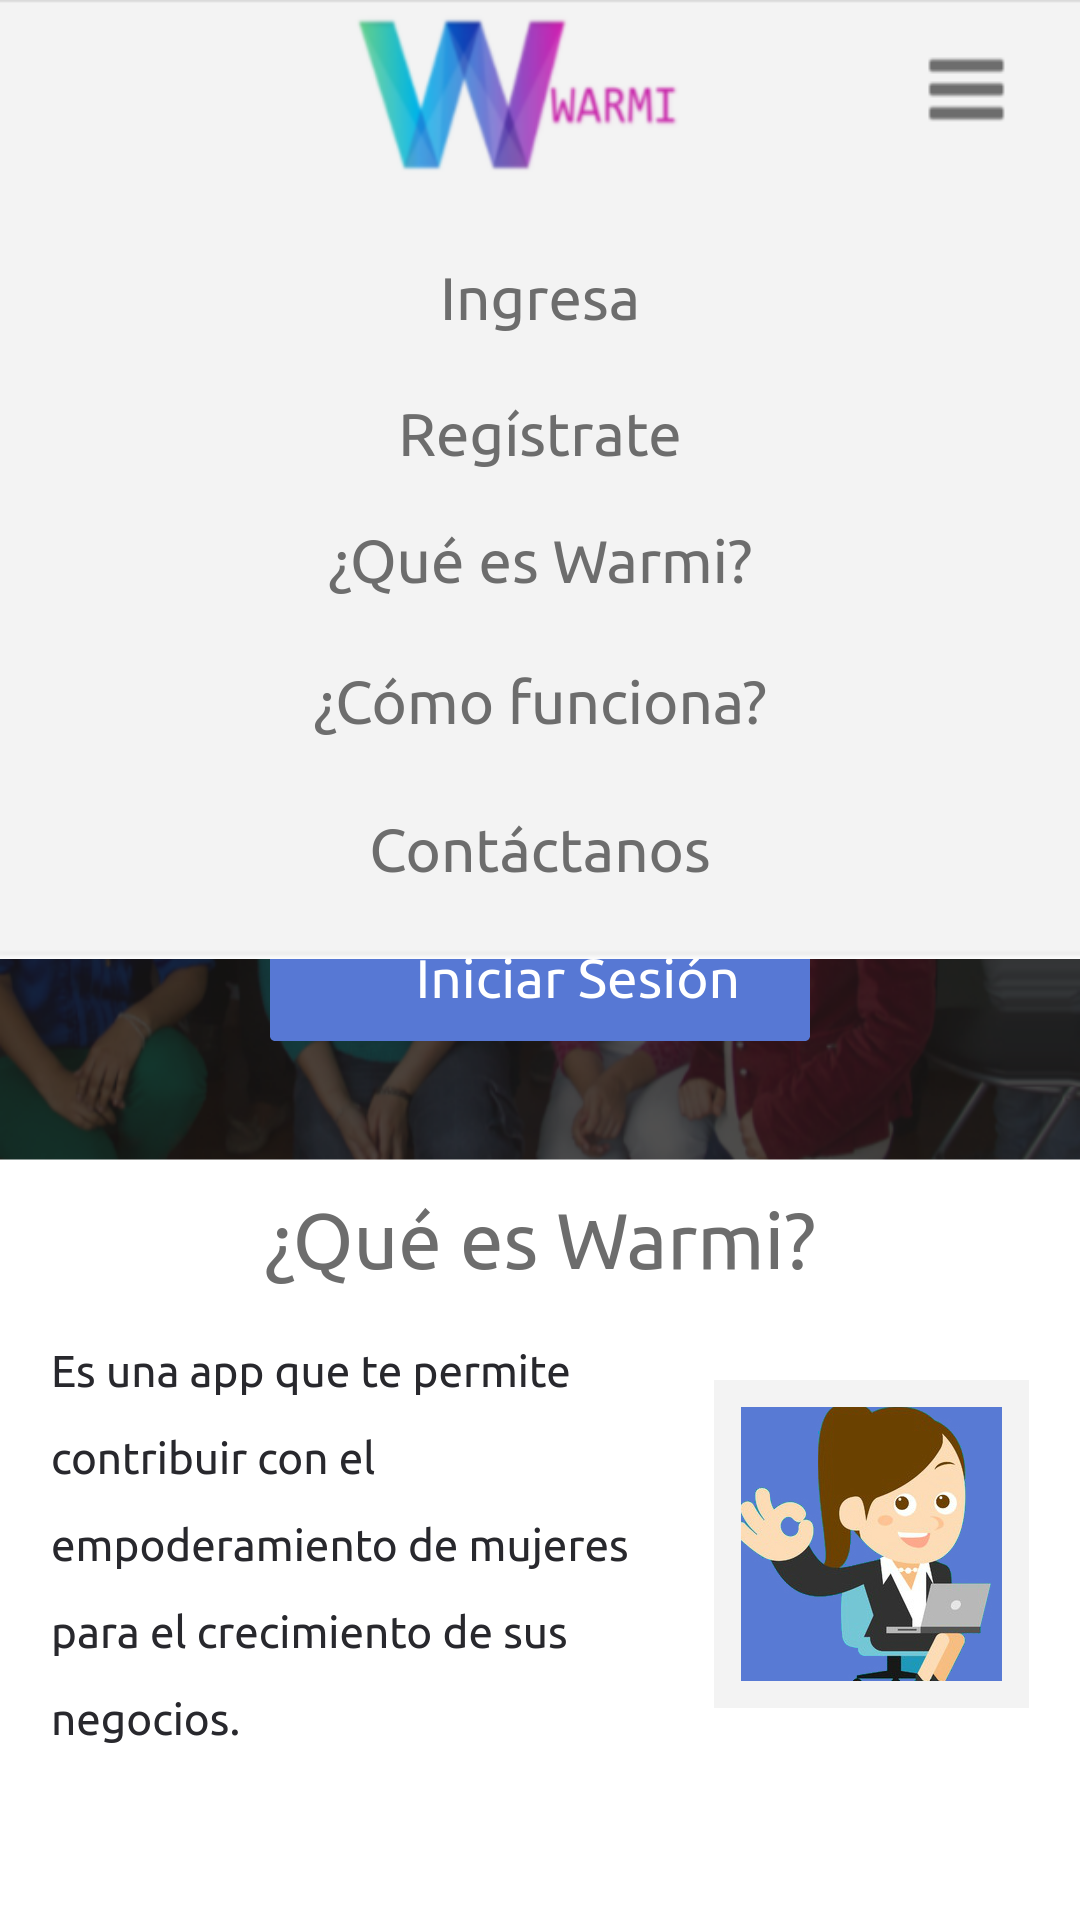 WARMI
Ingresa
Regístrate
¿Qué es Warmi?
¿Cómo funciona?
Contáctanos
Iniciar Sesión
¿Qué es Warmi?
Es una app que te permite
contribuir con el
empoderamiento de mujeres
para el crecimiento de sus
negocios.